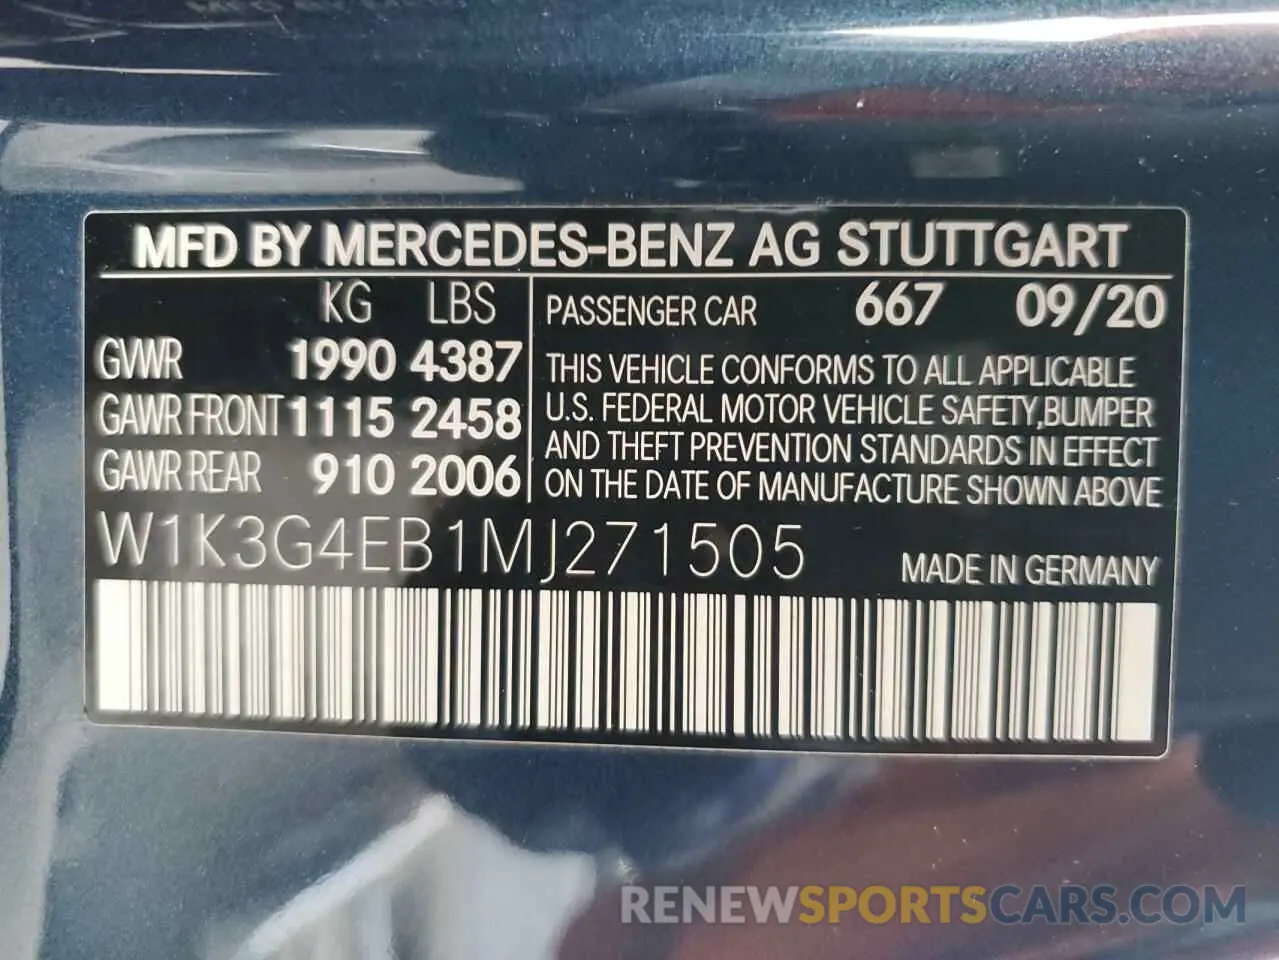 MFD BY MERCEDES-BENZ AG STUTTGART
KG LBS
GVWR 1990 4387
GAWR FRONT 1115 2458
GAWR REAR 910 2006
PASSENGER CAR 667 09/20
THIS VEHICLE CONFORMS TO ALL APPLICABLE
U.S. FEDERAL MOTOR VEHICLE SAFETY,BUMPER
AND THEFT PREVENTION STANDARDS IN EFFECT
ON THE DATE OF MANUFACTURE SHOWN ABOVE
W1K3G4EB1MJ271505
MADE IN GERMANY
RENEWSPORTSCARS.COM